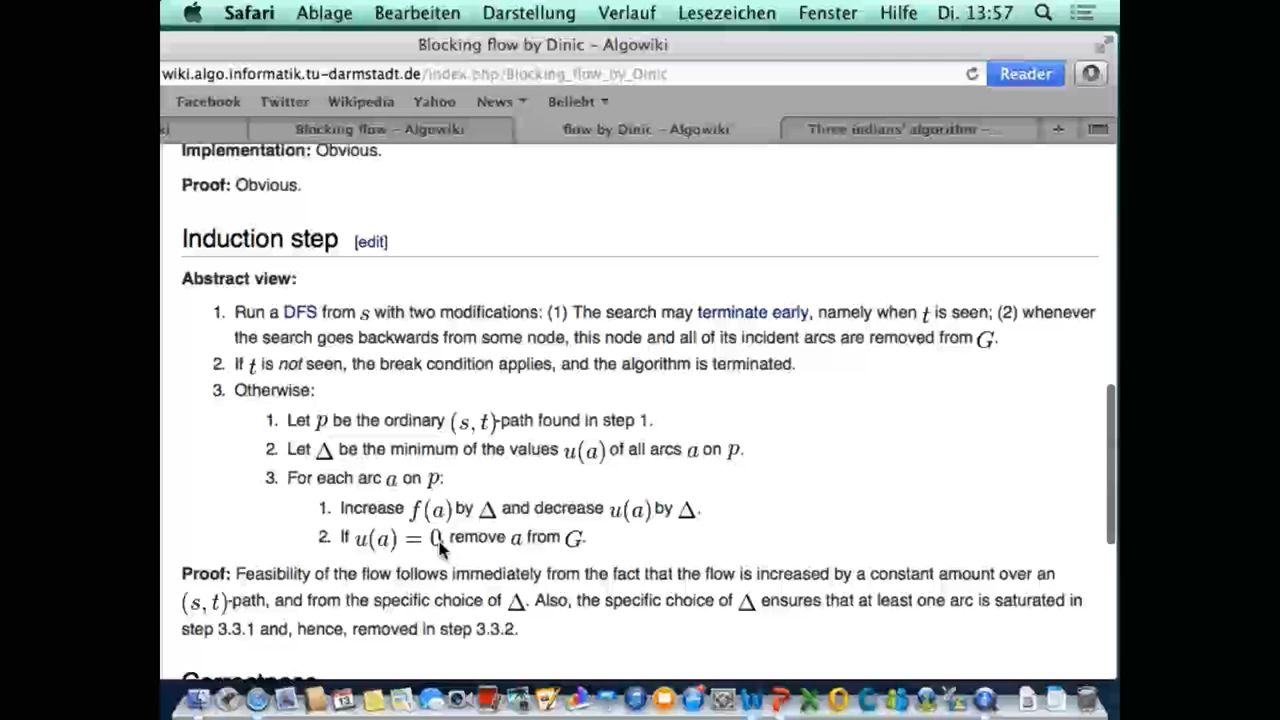 Safari Ablage Bearbeiten Darstellung Verlauf Lesezeichen Fenster Hilfe Di. 13:57
Blocking flow by Dinic – Algowiki
wiki.algo.informatik.tu-darmstadt.de/index.php/Blocking_flow_by_Dinic Reader
Facebook Twitter Wikipedia Yahoo News Beliebt
Blocking flow – Algowiki flow by Dinic – Algowiki Three indians' algorithm – ... +
Implementation: Obvious.
Proof: Obvious.
Induction step [edit]
Abstract view:
1. Run a DFS from s with two modifications: (1) The search may terminate early, namely when t is seen; (2) whenever
the search goes backwards from some node, this node and all of its incident arcs are removed from G.
2. If t is not seen, the break condition applies, and the algorithm is terminated.
3. Otherwise:
1. Let p be the ordinary (s, t)-path found in step 1.
2. Let Δ be the minimum of the values u(a) of all arcs a on p.
3. For each arc a on p:
1. Increase f(a) by Δ and decrease u(a) by Δ.
2. If u(a) = 0, remove a from G.
Proof: Feasibility of the flow follows immediately from the fact that the flow is increased by a constant amount over an
(s, t)-path, and from the specific choice of Δ. Also, the specific choice of Δ ensures that at least one arc is saturated in
step 3.3.1 and, hence, removed in step 3.3.2.
Correctness